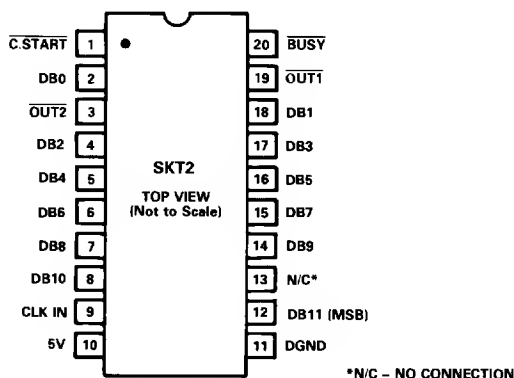 C.START 1 20 BUSY
DB0 2 19 OUT1
OUT2 3 18 DB1
DB2 4 17 DB3
SKT2
DB4 5 16 DB5
TOP VIEW
(Not to Scale)
DB6 6 15 DB7
DB8 7 14 DB9
DB10 8 13 N/C*
CLK IN 9 12 DB11 (MSB)
5V 10 11 DGND
*N/C – NO CONNECTION